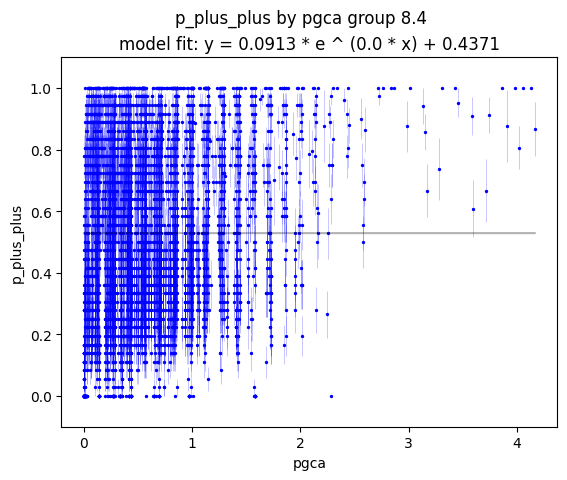 p_plus_plus by pgca group 8.4
model fit: y = 0.0913 * e ^ (0.0 * x) + 0.4371
1.0
0.8
0.6
0.4
0.2
0.0
p_plus_plus
0
1
2
3
4
pgca